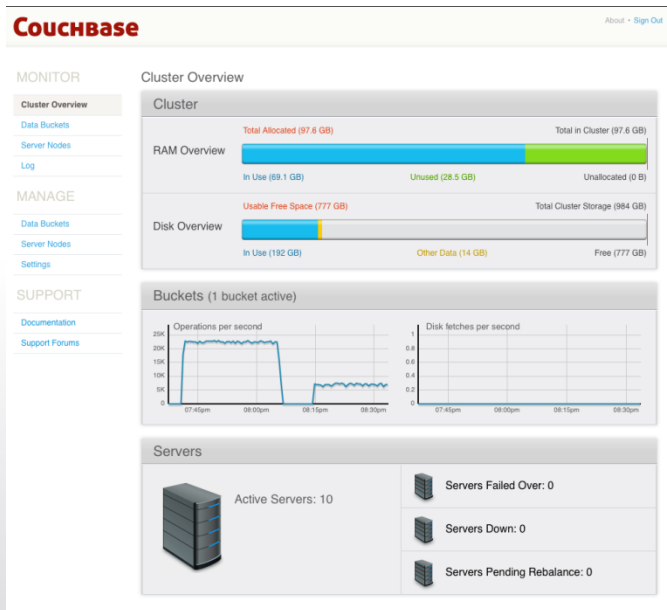 COUCHBASE
About • Sign Out
MONITOR
Cluster Overview
Data Buckets
Server Nodes
Log
MANAGE
Data Buckets
Server Nodes
Settings
SUPPORT
Documentation
Support Forums
Cluster Overview
Cluster
Total Allocated (97.6 GB) Total in Cluster (97.6 GB)
RAM Overview
In Use (69.1 GB) Unused (28.5 GB) Unallocated (0 B)
Usable Free Space (777 GB) Total Cluster Storage (984 GB)
Disk Overview
In Use (192 GB) Other Data (14 GB) Free (777 GB)
Buckets (1 bucket active)
Operations per second
25K
20K
15K
10K
5K
0
07:45pm 08:00pm 08:15pm 08:30pm
Disk fetches per second
1
0.8
0.6
0.4
0.2
0
07:45pm 08:00pm 08:15pm 08:30pm
Servers
Active Servers: 10
Servers Failed Over: 0
Servers Down: 0
Servers Pending Rebalance: 0